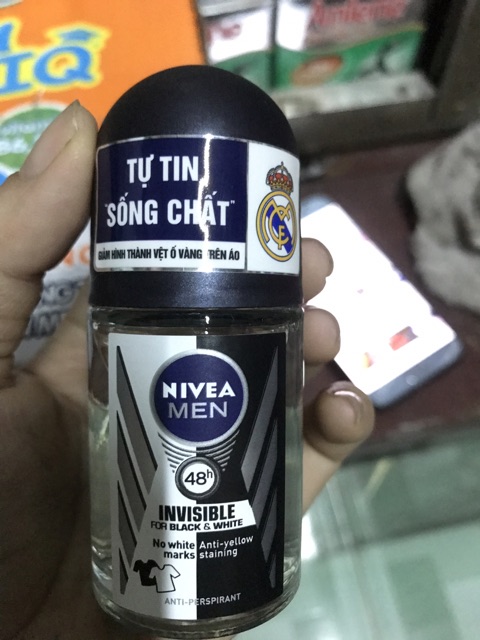 IQ
TỰ TIN
"SỐNG CHẤT"
GIẢM HÌNH THÀNH VỆT Ố VÀNG TRÊN ÁO
NIVEA
MEN
48h
INVISIBLE
FOR BLACK & WHITE
No white Anti-yellow
marks staining
ANTI-PERSPIRANT